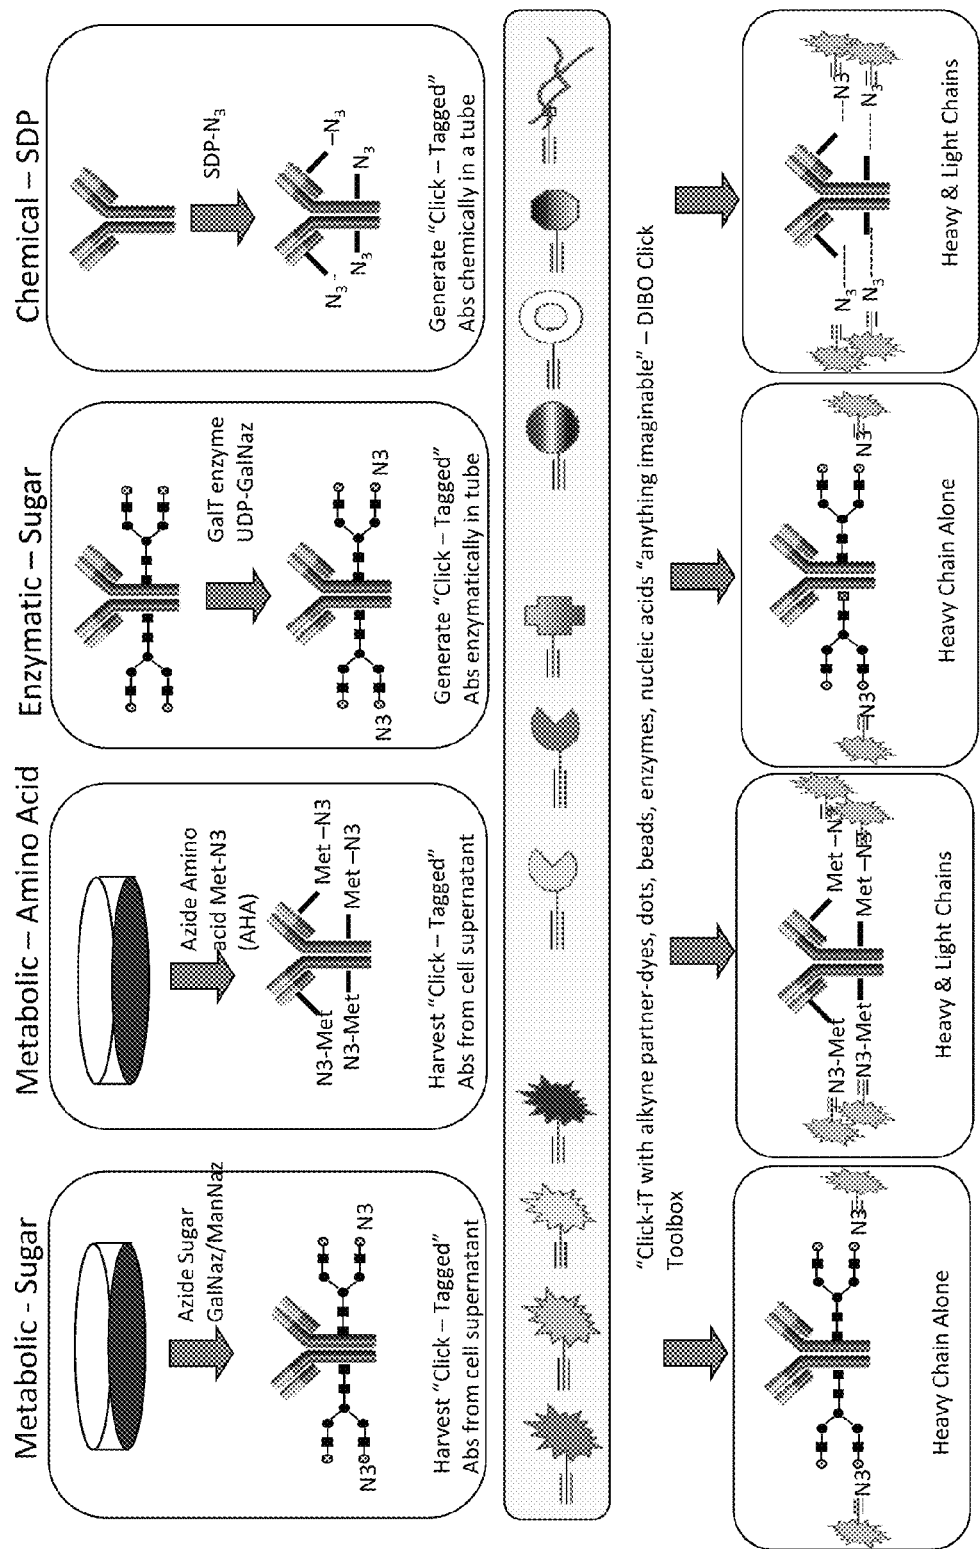 Metabolic - Sugar
Azide Sugar
GalNaz/ManNaz
N3
N3
Harvest “Click – Tagged”
Abs from cell supernatant
Metabolic – Amino Acid
Azide Amino
acid Met-N3
(AHA)
N3-Met
Met –N3
N3-Met
Met –N3
Harvest “Click – Tagged”
Abs from cell supernatant
Enzymatic – Sugar
GalT enzyme
UDP-GalNaz
N3
N3
Generate “Click – Tagged”
Abs enzymatically in tube
Chemical – SDP
SDP-N₃
N₃
–N₃
N₃
N₃
Generate “Click – Tagged”
Abs chemically in a tube
“Click-iT with alkyne partner-dyes, dots, beads, enzymes, nucleic acids “anything imaginable” – DIBO Click
Toolbox
N3
N3
Heavy Chain Alone
N3-Met
Met –N3
N3-Met
Met –N3
Heavy & Light Chains
N3
N3
Heavy Chain Alone
N₃
N₃
N₃
N₃
Heavy & Light Chains